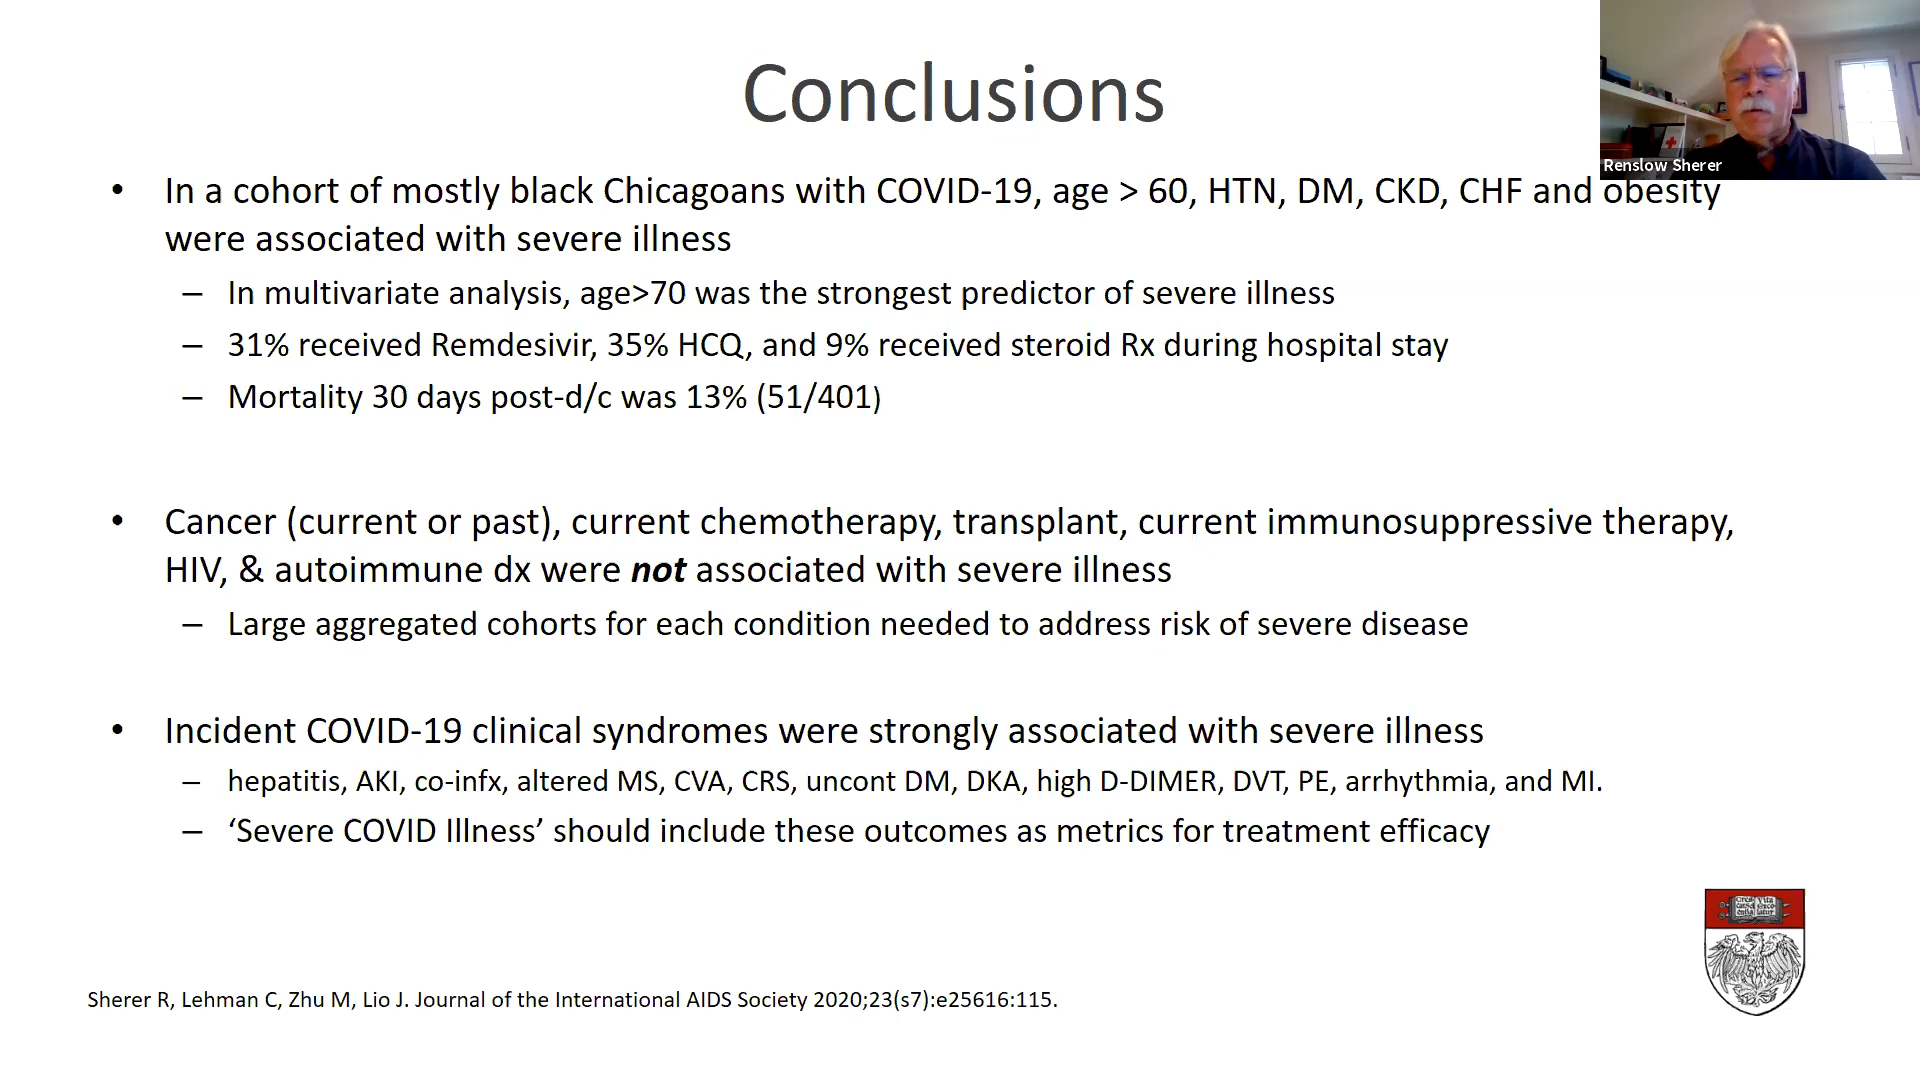 Conclusions
Renslow Sherer
• In a cohort of mostly black Chicagoans with COVID-19, age > 60, HTN, DM, CKD, CHF and obesity
were associated with severe illness
– In multivariate analysis, age>70 was the strongest predictor of severe illness
– 31% received Remdesivir, 35% HCQ, and 9% received steroid Rx during hospital stay
– Mortality 30 days post-d/c was 13% (51/401)
• Cancer (current or past), current chemotherapy, transplant, current immunosuppressive therapy,
HIV, & autoimmune dx were not associated with severe illness
– Large aggregated cohorts for each condition needed to address risk of severe disease
• Incident COVID-19 clinical syndromes were strongly associated with severe illness
– hepatitis, AKI, co-infx, altered MS, CVA, CRS, uncont DM, DKA, high D-DIMER, DVT, PE, arrhythmia, and MI.
– ‘Severe COVID Illness’ should include these outcomes as metrics for treatment efficacy
Sherer R, Lehman C, Zhu M, Lio J. Journal of the International AIDS Society 2020;23(s7):e25616:115.